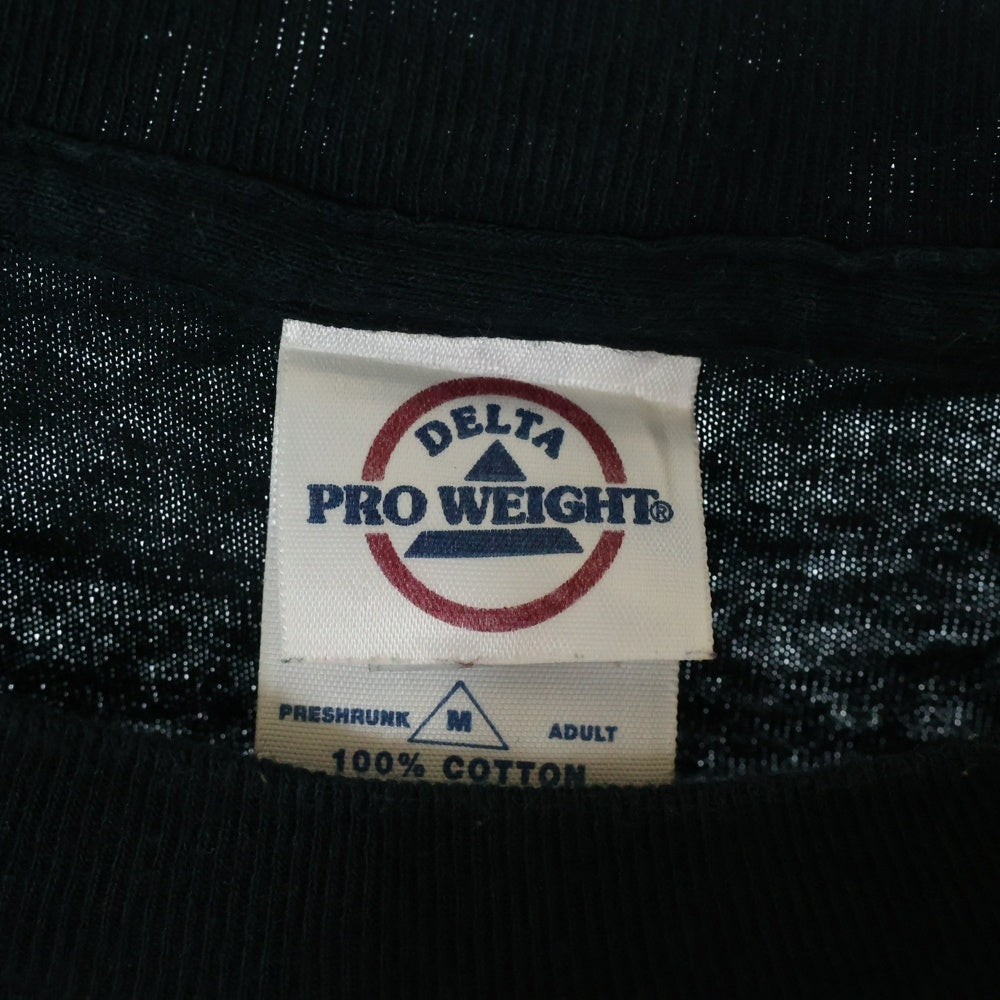 DELTA
PRO WEIGHT®
PRESHRUNK M ADULT
100% COTTON